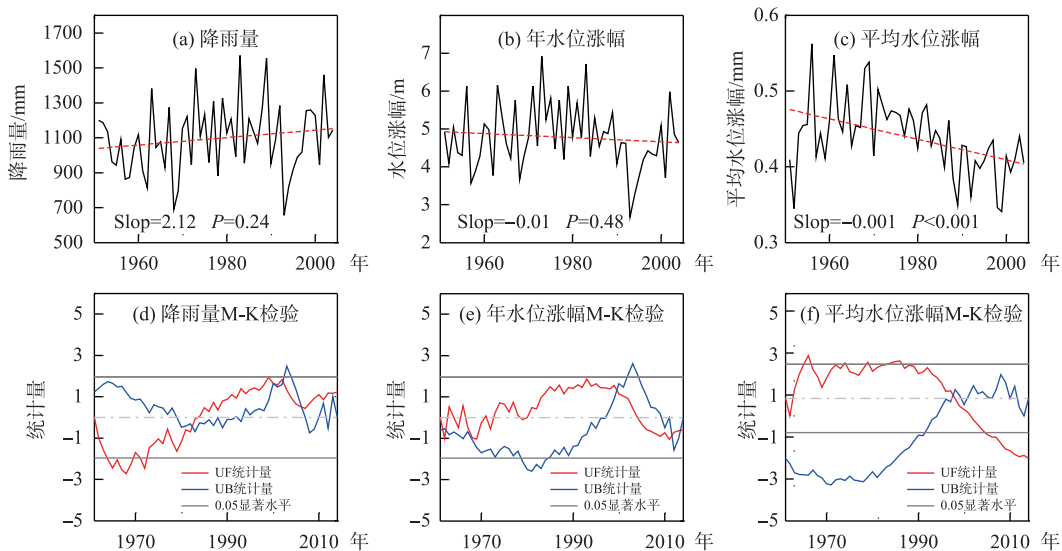 (a) 降雨量
降雨量/mm
1700
1500
1300
1100
900
700
500
Slop=2.12 P=0.24
1960 1980 2000 年
(b) 年水位涨幅
水位涨幅/m
7
6
5
4
3
2
Slop=−0.01 P=0.48
1960 1980 2000 年
(c) 平均水位涨幅
平均水位涨幅/mm
0.6
0.5
0.4
0.3
Slop=−0.001 P<0.001
1960 1980 2000 年
(d) 降雨量M-K检验
统计量
5
3
1
−1
−3
−5
UF统计量
UB统计量
0.05显著水平
1970 1990 2010 年
(e) 年水位涨幅M-K检验
统计量
5
3
1
−1
−3
−5
UF统计量
UB统计量
0.05显著水平
1970 1990 2010 年
(f) 平均水位涨幅M-K检验
统计量
5
3
1
−1
−3
−5
UF统计量
UB统计量
0.05显著水平
1970 1990 2010 年